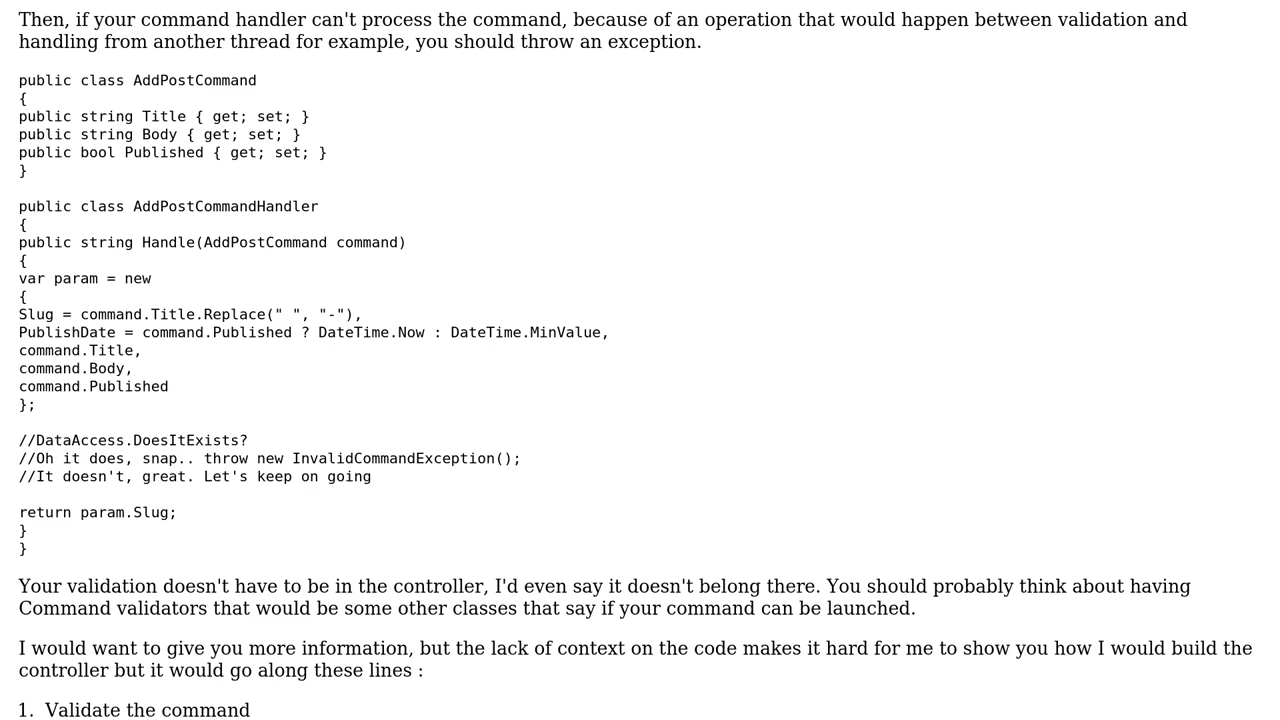 Then, if your command handler can't process the command, because of an operation that would happen between validation and
handling from another thread for example, you should throw an exception.
public class AddPostCommand
{
public string Title { get; set; }
public string Body { get; set; }
public bool Published { get; set; }
}
public class AddPostCommandHandler
{
public string Handle(AddPostCommand command)
{
var param = new
{
Slug = command.Title.Replace(" ", "-"),
PublishDate = command.Published ? DateTime.Now : DateTime.MinValue,
command.Title,
command.Body,
command.Published
};
//DataAccess.DoesItExists?
//Oh it does, snap.. throw new InvalidCommandException();
//It doesn't, great. Let's keep on going
return param.Slug;
}
}
Your validation doesn't have to be in the controller, I'd even say it doesn't belong there. You should probably think about having
Command validators that would be some other classes that say if your command can be launched.
I would want to give you more information, but the lack of context on the code makes it hard for me to show you how I would build the
controller but it would go along these lines :
1. Validate the command